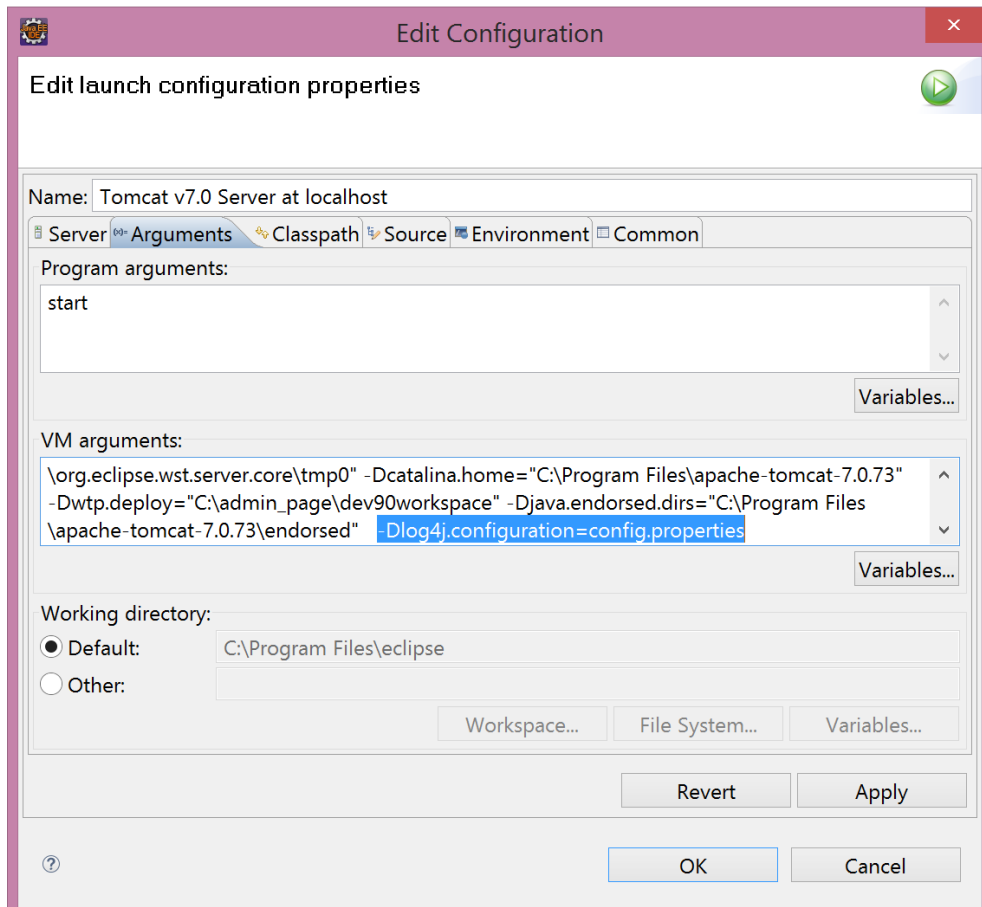 Java EE
IDE
Edit Configuration
Edit launch configuration properties
Name: Tomcat v7.0 Server at localhost
Server Arguments Classpath Source Environment Common
Program arguments:
start
Variables...
VM arguments:
\org.eclipse.wst.server.core\tmp0" -Dcatalina.home="C:\Program Files\apache-tomcat-7.0.73"
-Dwtp.deploy="C:\admin_page\dev90workspace" -Djava.endorsed.dirs="C:\Program Files
\apache-tomcat-7.0.73\endorsed" -Dlog4j.configuration=config.properties
Variables...
Working directory:
Default: C:\Program Files\eclipse
Other:
Workspace... File System... Variables...
Revert Apply
? OK Cancel